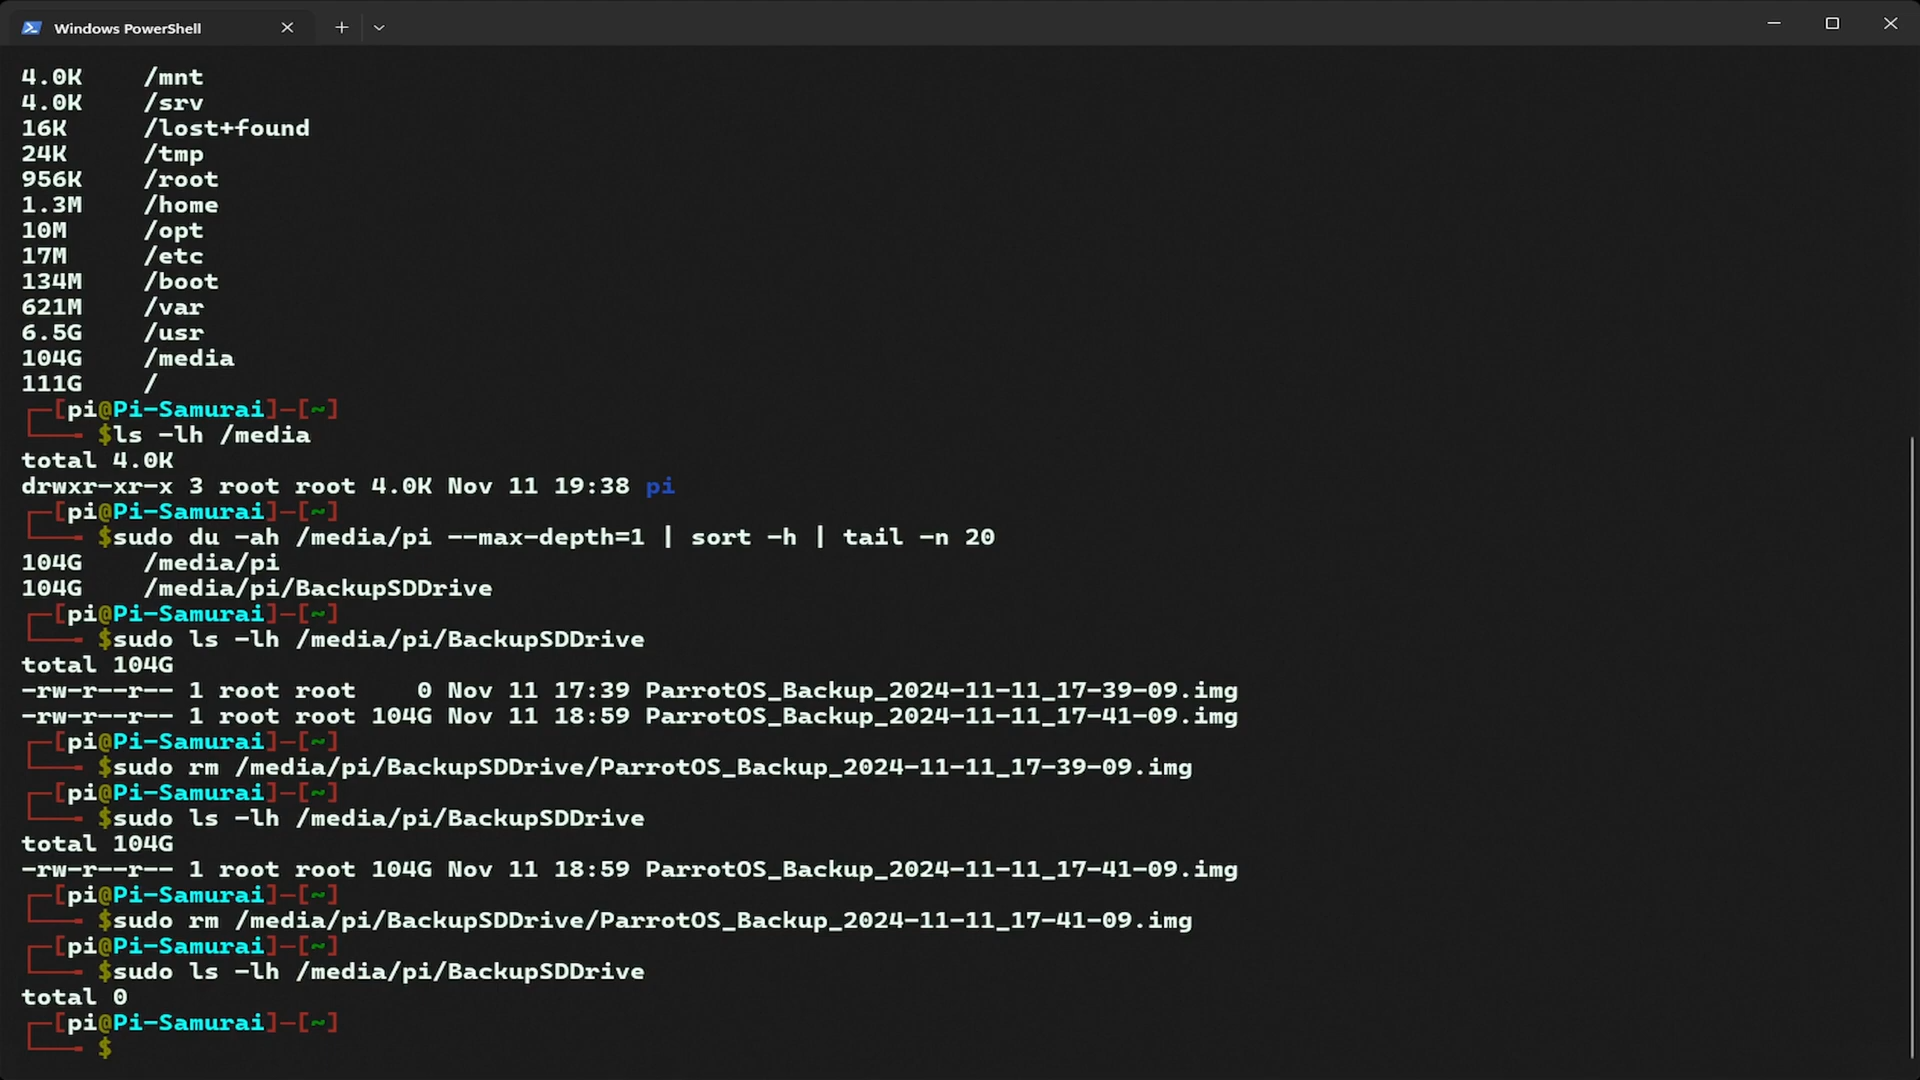 Windows PowerShell
4.0K    /mnt
4.0K    /srv
16K     /lost+found
24K     /tmp
956K    /root
1.3M    /home
10M     /opt
17M     /etc
134M    /boot
621M    /var
6.5G    /usr
104G    /media
111G    /
┌─[pi@Pi-Samurai]─[~]
└──╼ $ls -lh /media
total 4.0K
drwxr-xr-x 3 root root 4.0K Nov 11 19:38 pi
┌─[pi@Pi-Samurai]─[~]
└──╼ $sudo du -ah /media/pi --max-depth=1 | sort -h | tail -n 20
104G    /media/pi
104G    /media/pi/BackupSDDrive
┌─[pi@Pi-Samurai]─[~]
└──╼ $sudo ls -lh /media/pi/BackupSDDrive
total 104G
-rw-r--r-- 1 root root    0 Nov 11 17:39 ParrotOS_Backup_2024-11-11_17-39-09.img
-rw-r--r-- 1 root root 104G Nov 11 18:59 ParrotOS_Backup_2024-11-11_17-41-09.img
┌─[pi@Pi-Samurai]─[~]
└──╼ $sudo rm /media/pi/BackupSDDrive/ParrotOS_Backup_2024-11-11_17-39-09.img
┌─[pi@Pi-Samurai]─[~]
└──╼ $sudo ls -lh /media/pi/BackupSDDrive
total 104G
-rw-r--r-- 1 root root 104G Nov 11 18:59 ParrotOS_Backup_2024-11-11_17-41-09.img
┌─[pi@Pi-Samurai]─[~]
└──╼ $sudo rm /media/pi/BackupSDDrive/ParrotOS_Backup_2024-11-11_17-41-09.img
┌─[pi@Pi-Samurai]─[~]
└──╼ $sudo ls -lh /media/pi/BackupSDDrive
total 0
┌─[pi@Pi-Samurai]─[~]
└──╼ $